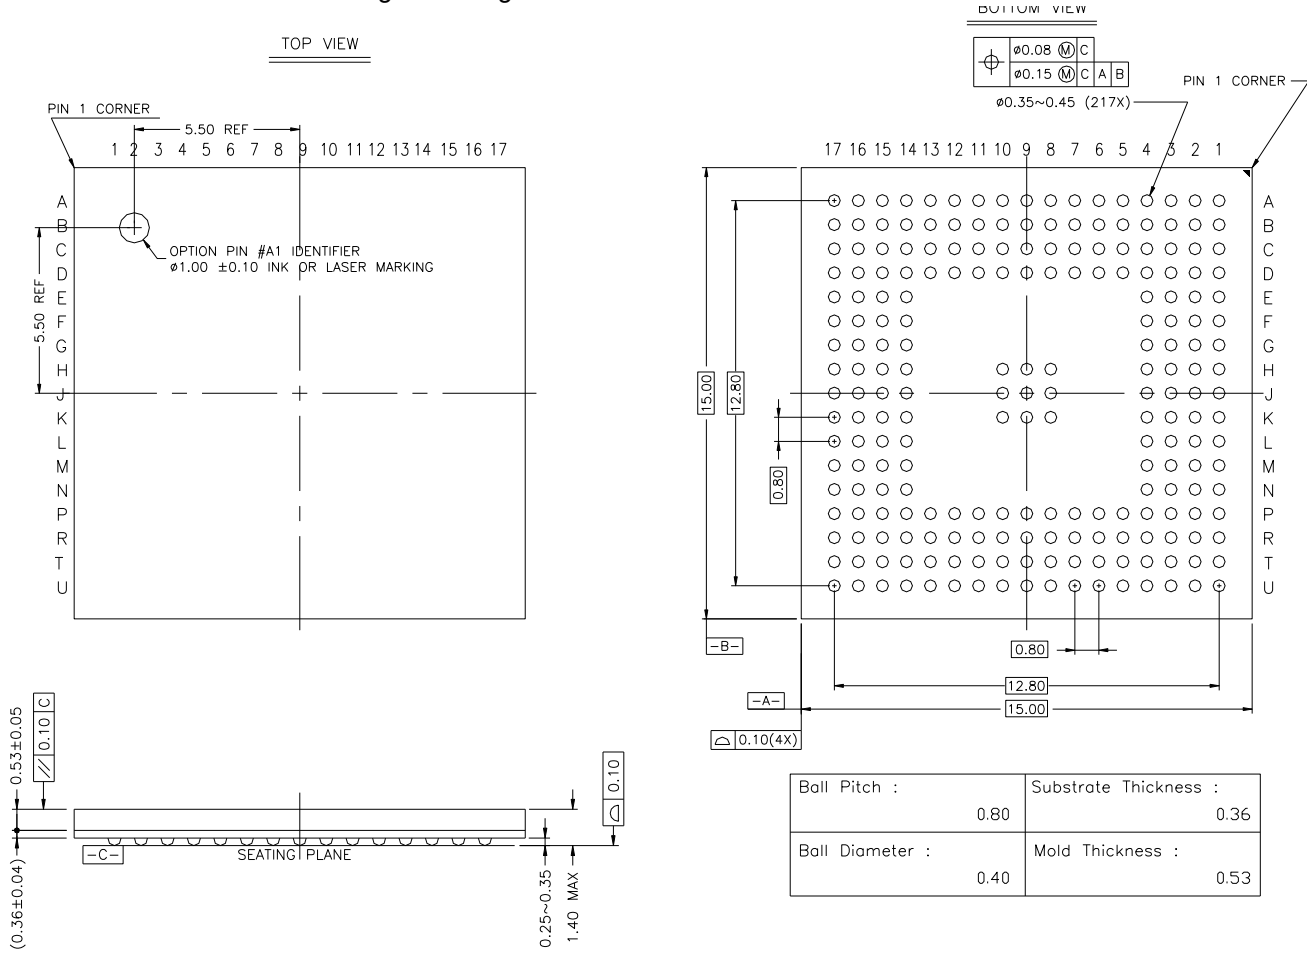 BOTTOM VIEW
TOP VIEW
PIN 1 CORNER
5.50 REF
1 2 3 4 5 6 7 8 9 10 11 12 13 14 15 16 17
A
B
C
D
E
F
G
H
J
K
L
M
N
P
R
T
U
5.50 REF
OPTION PIN #A1 IDENTIFIER
ø1.00 ±0.10 INK OR LASER MARKING
ø0.08 Ⓜ C
ø0.15 Ⓜ C A B
ø0.35~0.45 (217X)
PIN 1 CORNER
17 16 15 14 13 12 11 10 9 8 7 6 5 4 3 2 1
A
B
C
D
E
F
G
H
J
K
L
M
N
P
R
T
U
15.00
12.80
0.80
0.80
12.80
15.00
-B-
-A-
0.10(4X)
0.53±0.05
// 0.10 C
(0.36±0.04)
-C-
SEATING PLANE
0.25~0.35
1.40 MAX
0.10
Ball Pitch :
0.80
Substrate Thickness :
0.36
Ball Diameter :
0.40
Mold Thickness :
0.53